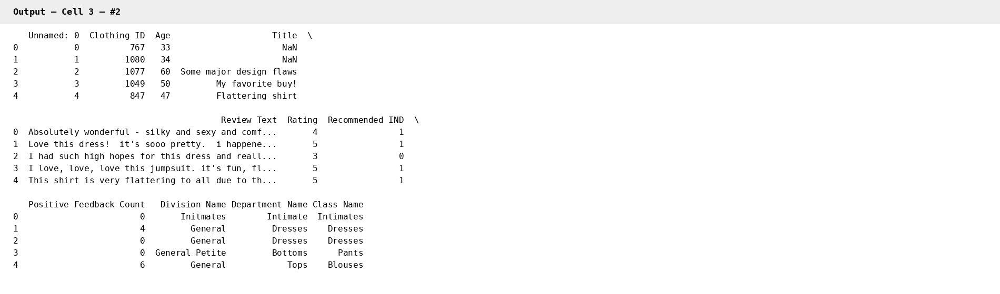 Output — Cell 3 — #2
    Unnamed: 0  Clothing ID  Age                    Title  \
0           0          767   33                      NaN
1           1         1080   34                      NaN
2           2         1077   60  Some major design flaws
3           3         1049   50         My favorite buy!
4           4          847   47         Flattering shirt

                                         Review Text  Rating  Recommended IND  \
0  Absolutely wonderful - silky and sexy and comf...       4                1
1  Love this dress!  it's sooo pretty.  i happene...       5                1
2  I had such high hopes for this dress and reall...       3                0
3  I love, love, love this jumpsuit. it's fun, fl...       5                1
4  This shirt is very flattering to all due to th...       5                1

   Positive Feedback Count   Division Name Department Name Class Name
0                        0       Initmates        Intimate  Intimates
1                        4         General         Dresses    Dresses
2                        0         General         Dresses    Dresses
3                        0  General Petite         Bottoms      Pants
4                        6         General            Tops    Blouses